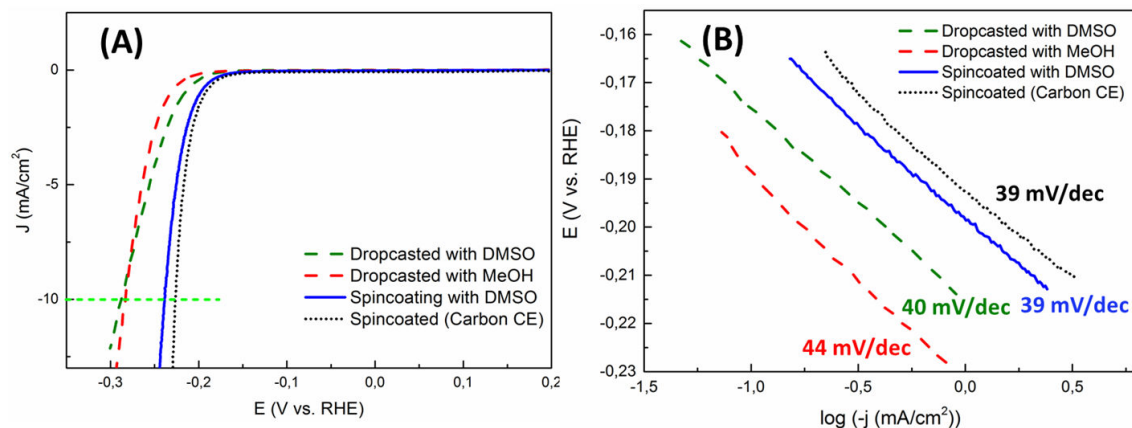 (A)
0
-5
-10
J (mA/cm²)
Dropcasted with DMSO
Dropcasted with MeOH
Spincoating with DMSO
Spincoated (Carbon CE)
-0,3
-0,2
-0,1
0,0
0,1
0,2
E (V vs. RHE)
(B)
Dropcasted with DMSO
Dropcasted with MeOH
Spincoated with DMSO
Spincoated (Carbon CE)
-0,16
-0,17
-0,18
-0,19
-0,20
-0,21
-0,22
-0,23
E (V vs. RHE)
39 mV/dec
40 mV/dec
39 mV/dec
44 mV/dec
-1,5
-1,0
-0,5
0,0
0,5
log (-j (mA/cm²))